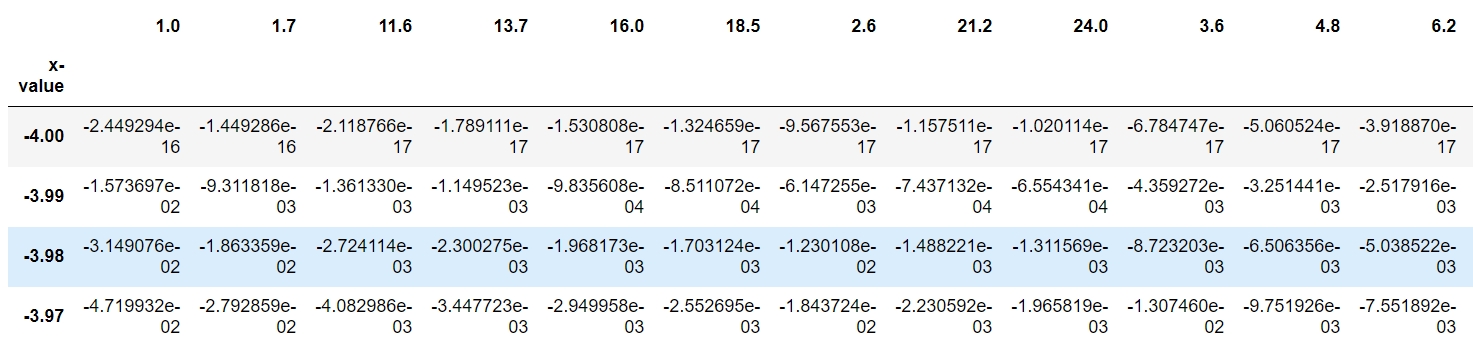 1.0 1.7 11.6 13.7 16.0 18.5 2.6 21.2 24.0 3.6 4.8 6.2
x-
value
-4.00 -2.449294e- -1.449286e- -2.118766e- -1.789111e- -1.530808e- -1.324659e- -9.567553e- -1.157511e- -1.020114e- -6.784747e- -5.060524e- -3.918870e-
16 16 17 17 17 17 17 17 17 17 17 17
-3.99 -1.573697e- -9.311818e- -1.361330e- -1.149523e- -9.835608e- -8.511072e- -6.147255e- -7.437132e- -6.554341e- -4.359272e- -3.251441e- -2.517916e-
02 03 03 03 04 04 03 04 04 03 03 03
-3.98 -3.149076e- -1.863359e- -2.724114e- -2.300275e- -1.968173e- -1.703124e- -1.230108e- -1.488221e- -1.311569e- -8.723203e- -6.506356e- -5.038522e-
02 02 03 03 03 03 02 03 03 03 03 03
-3.97 -4.719932e- -2.792859e- -4.082986e- -3.447723e- -2.949958e- -2.552695e- -1.843724e- -2.230592e- -1.965819e- -1.307460e- -9.751926e- -7.551892e-
02 02 03 03 03 03 02 03 03 02 03 03